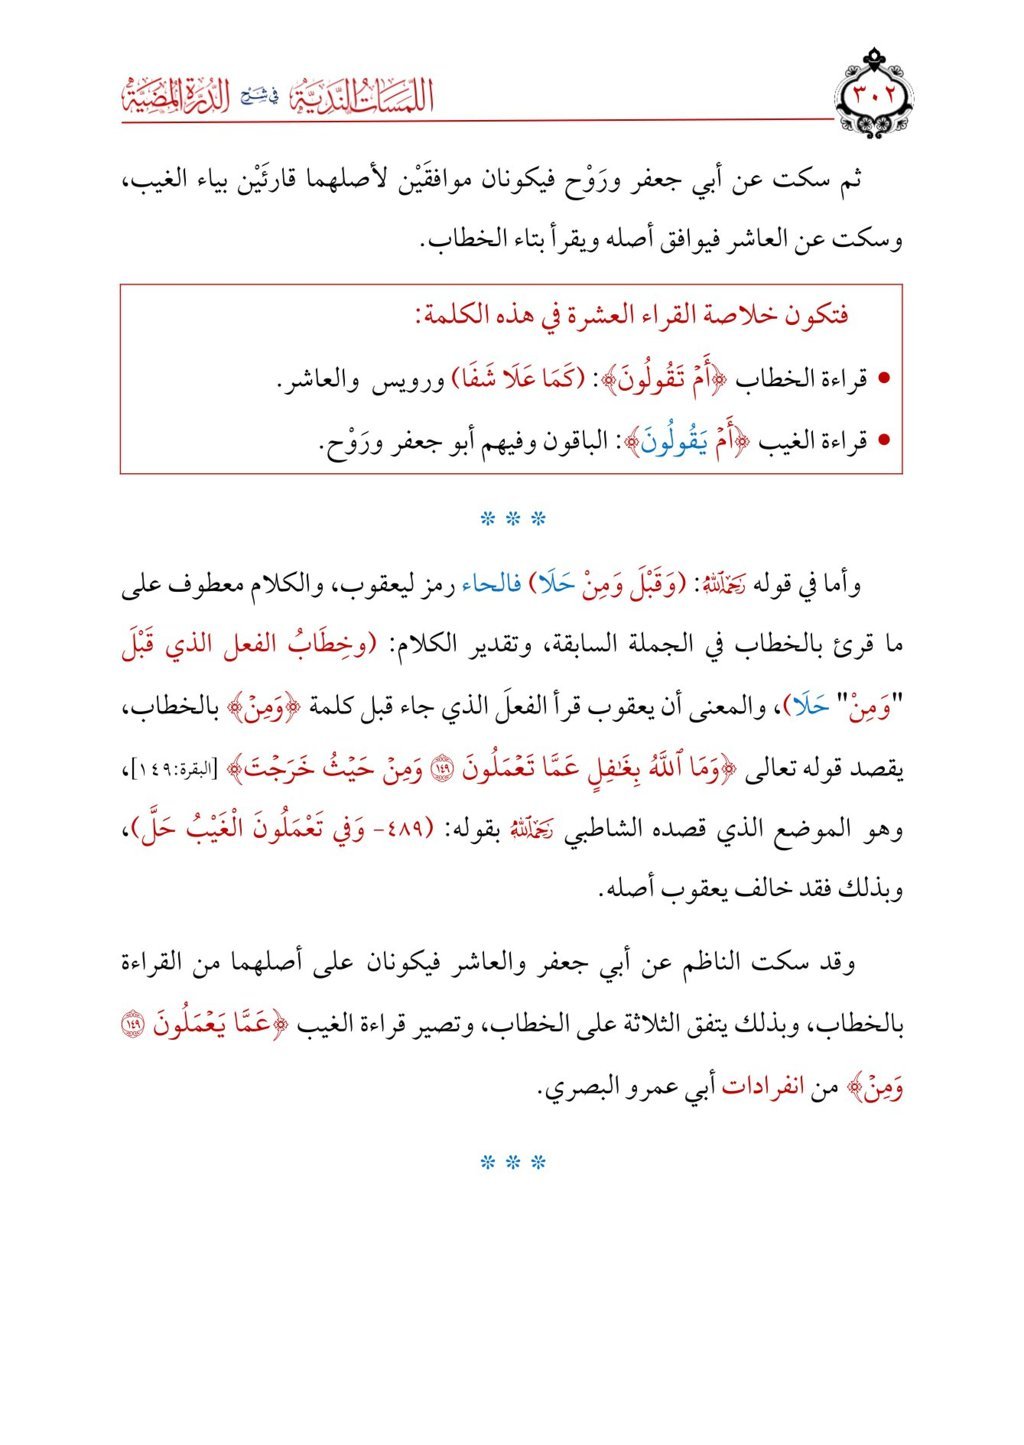 ٣٠٢
اللمسات الندية في شرح الدرة المضية
ثم سكت عن أبي جعفر ورَوْح فيكونان موافقَيْن لأصلهما قارئَيْن بياء الغيب،
وسكت عن العاشر فيوافق أصله ويقرأ بتاء الخطاب.
فتكون خلاصة القراء العشرة في هذه الكلمة:
• قراءة الخطاب ﴿أَمۡ تَقُولُونَ﴾: (كَمَا عَلَا شَفَا) ورويس والعاشر.
• قراءة الغيب ﴿أَمۡ يَقُولُونَ﴾: الباقون وفيهم أبو جعفر ورَوْح.
* * *
وأما في قوله رَحِمَهُ ٱللَّهُ: (وَقَبْلَ وَمِنْ حَلَا) فالحاء رمز ليعقوب، والكلام معطوف على
ما قرئ بالخطاب في الجملة السابقة، وتقدير الكلام: (وخِطَابُ الفعل الذي قَبْلَ
"وَمِنْ" حَلَا)، والمعنى أن يعقوب قرأ الفعلَ الذي جاء قبل كلمة ﴿وَمِنۡ﴾ بالخطاب،
يقصد قوله تعالى ﴿وَمَا ٱللَّهُ بِغَٰفِلٍ عَمَّا تَعۡمَلُونَ ١٤٩ وَمِنۡ حَيۡثُ خَرَجۡتَ﴾ [البقرة:١٤٩]،
وهو الموضع الذي قصده الشاطبي رَحِمَهُ ٱللَّهُ بقوله: (٤٨٩- وَفي تَعْمَلُونَ الْغَيْبُ حَلَّ)،
وبذلك فقد خالف يعقوب أصله.
وقد سكت الناظم عن أبي جعفر والعاشر فيكونان على أصلهما من القراءة
بالخطاب، وبذلك يتفق الثلاثة على الخطاب، وتصير قراءة الغيب ﴿عَمَّا يَعۡمَلُونَ ١٤٩
وَمِنۡ﴾ من انفرادات أبي عمرو البصري.
* * *